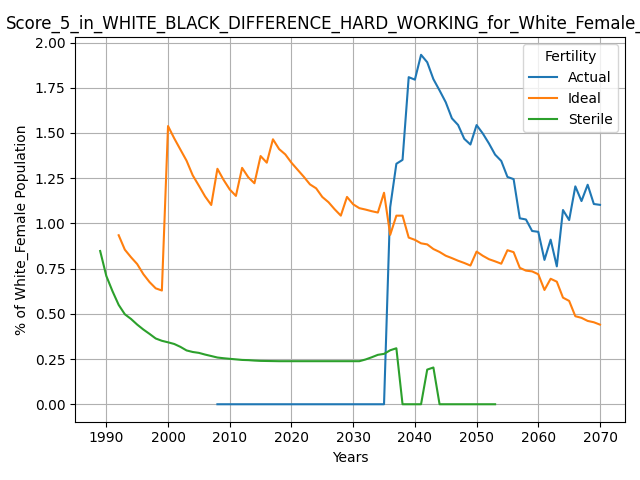 Score_5_in_WHITE_BLACK_DIFFERENCE_HARD_WORKING_for_White_Female_
Fertility
Actual
Ideal
Sterile
% of White_Female Population
2.00
1.75
1.50
1.25
1.00
0.75
0.50
0.25
0.00
1990 2000 2010 2020 2030 2040 2050 2060 2070
Years